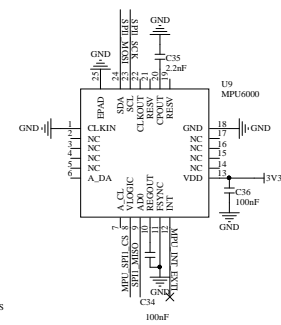 SPI1_MOSI
SPI1_SCK
GND
C35
2.2nF
GND
25
24
23
22
21
20
19
U9
MPU6000
EPAD
SDA
SCL
CLKOUT
RESV
CPOUT
RESV
GND
1 CLKIN
2 NC
3 NC
4 NC
5 NC
6 A_DA
GND 18 GND
NC 17
NC 16
NC 15
NC 14
VDD 13 3V3
C36
100nF
GND
A_CL
VLOGIC
AD0
REGOUT
FSYNC
INT
7
8
9
10
11
12
MPU_SPI1_CS
SPI1_MISO
MPU_INT_EXTI
GND
C34
100nF
s